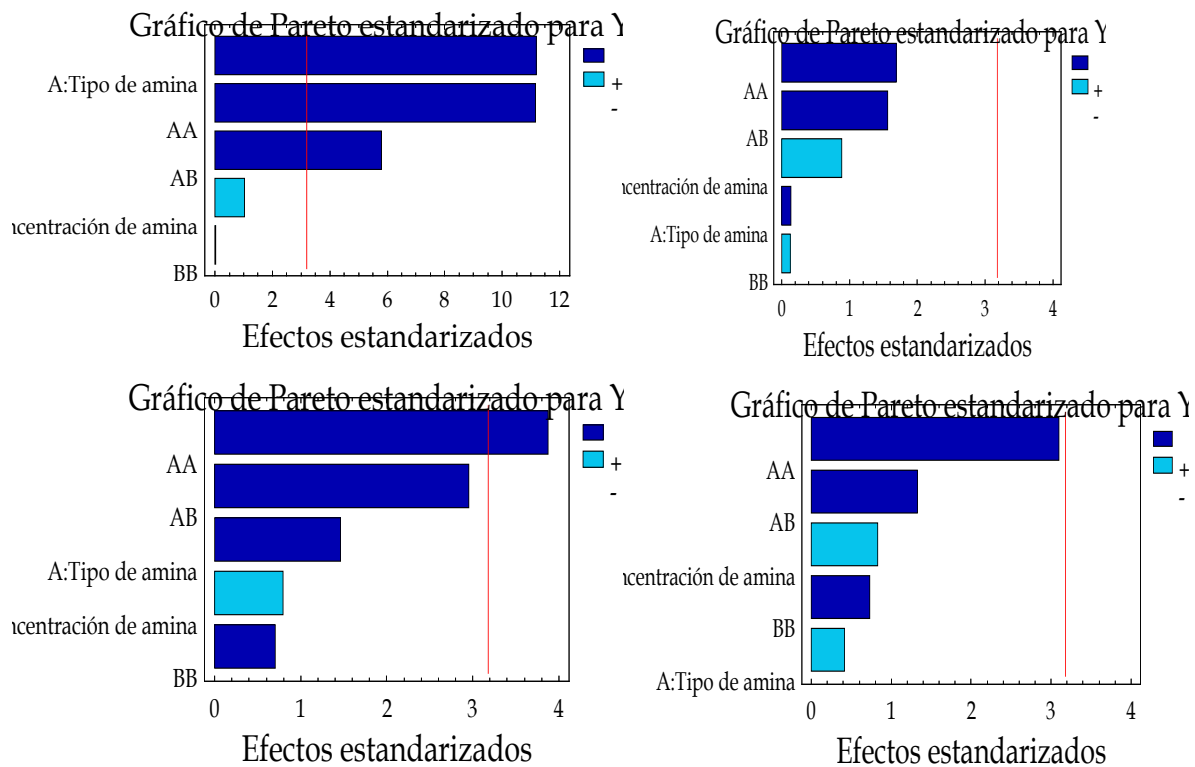 Gráfico de Pareto estandarizado para Y
+
-
A:Tipo de amina
AA
AB
ncentración de amina
BB
0 2 4 6 8 10 12
Efectos estandarizados
Gráfico de Pareto estandarizado para Y
+
-
AA
AB
ncentración de amina
A:Tipo de amina
BB
0 1 2 3 4
Efectos estandarizados
Gráfico de Pareto estandarizado para Y
+
-
AA
AB
A:Tipo de amina
ncentración de amina
BB
0 1 2 3 4
Efectos estandarizados
Gráfico de Pareto estandarizado para Y
+
-
AA
AB
ncentración de amina
BB
A:Tipo de amina
0 1 2 3 4
Efectos estandarizados